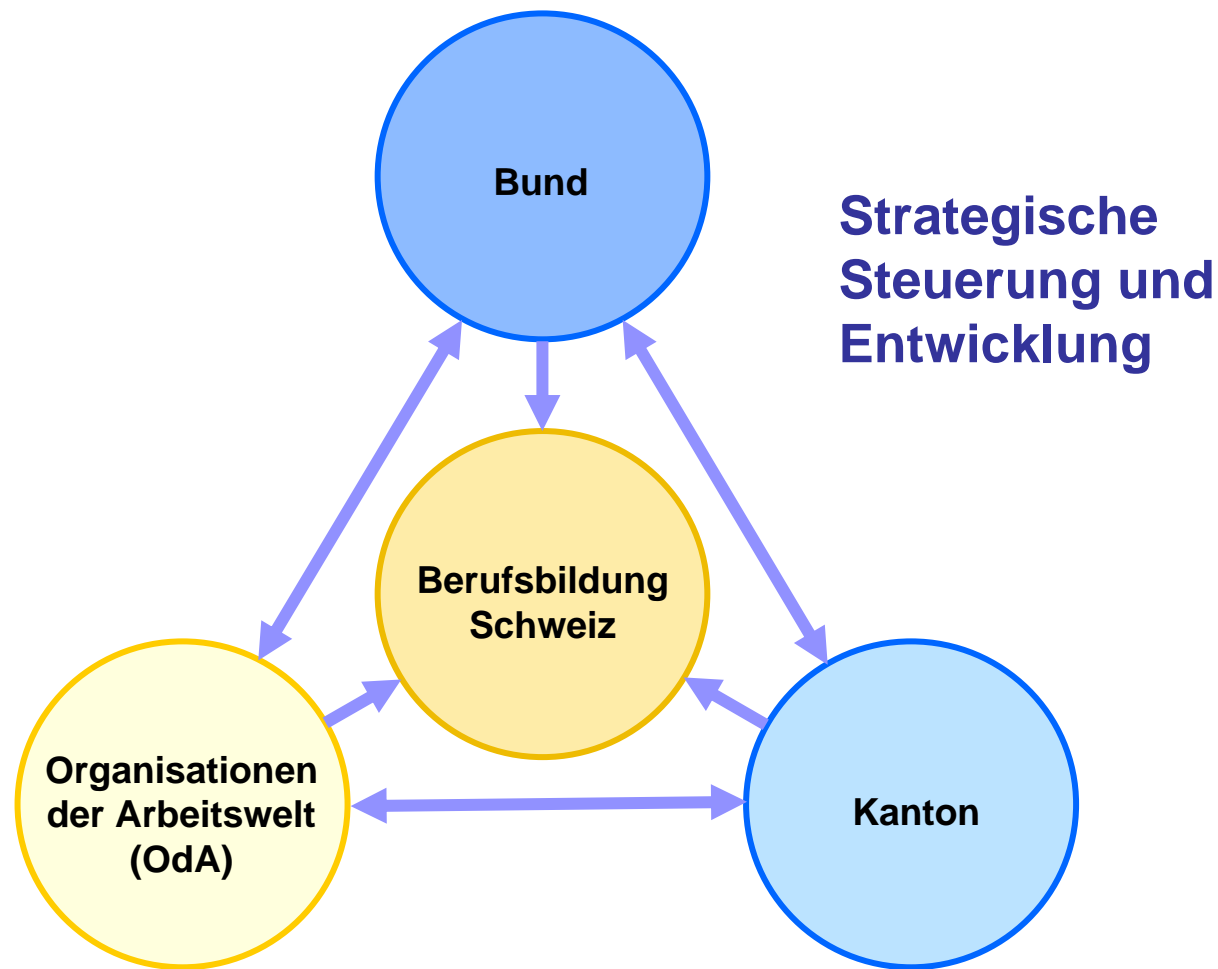 Bund
Strategische
Steuerung und
Entwicklung
Berufsbildung
Schweiz
Organisationen
der Arbeitswelt
(OdA)
Kanton